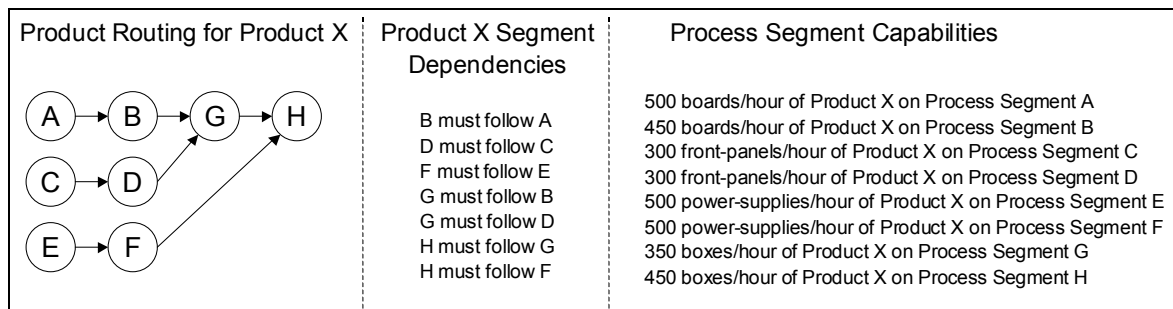 Product Routing for Product X
A
B
G
H
C
D
E
F
Product X Segment
Dependencies
B must follow A
D must follow C
F must follow E
G must follow B
G must follow D
H must follow G
H must follow F
Process Segment Capabilities
500 boards/hour of Product X on Process Segment A
450 boards/hour of Product X on Process Segment B
300 front-panels/hour of Product X on Process Segment C
300 front-panels/hour of Product X on Process Segment D
500 power-supplies/hour of Product X on Process Segment E
500 power-supplies/hour of Product X on Process Segment F
350 boxes/hour of Product X on Process Segment G
450 boxes/hour of Product X on Process Segment H